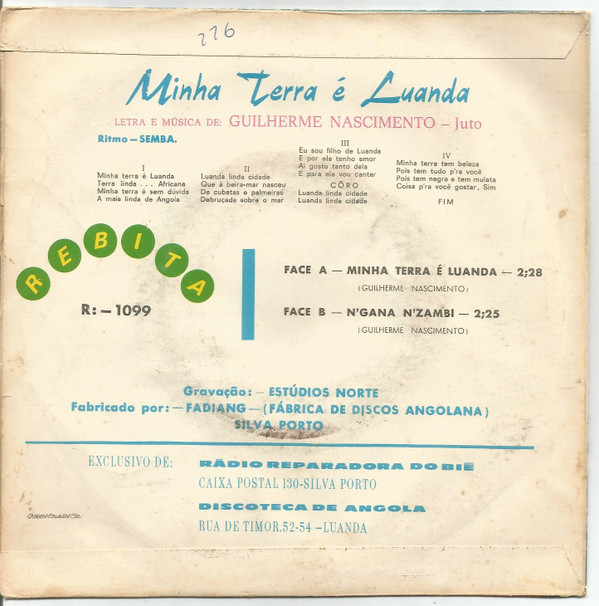 226
Minha Terra é Luanda
LETRA E MÚSICA DE: GUILHERME NASCIMENTO – Juto
Ritmo – SEMBA.
I
Minha terra é Luanda
Terra linda . . . Africana
Minha terra é sem dúvida
A mais linda de Angola
II
Luanda linda cidade
Que à beira-mar nasceu
De cubatas e palmeiras
Debruçada sobre o mar
III
Eu sou filho de Luanda
E por ela tenho amor
Ai gosto tanto dela
E para ela vou cantar
CÔRO
Luanda linda cidade
Luanda linda cidade
IV
Minha terra tem beleza
Pois tem tudo p'ra você
Pois tem negra e tem mulata
Coisa p'ra você gostar, Sim
FIM
REBITA
R: – 1099
FACE A – MINHA TERRA É LUANDA – 2;28
(GUILHERME NASCIMENTO)
FACE B – N'GANA N'ZAMBI – 2;25
(GUILHERME NASCIMENTO)
Gravação: – ESTÚDIOS NORTE
Fabricado por: – FADIANG – (FÁBRICA DE DISCOS ANGOLANA)
SILVA PORTO
EXCLUSIVO DE:
RÁDIO REPARADORA DO BIÉ
CAIXA POSTAL 130-SILVA PORTO
DISCOTECA DE ANGOLA
RUA DE TIMOR, 52-54 –LUANDA